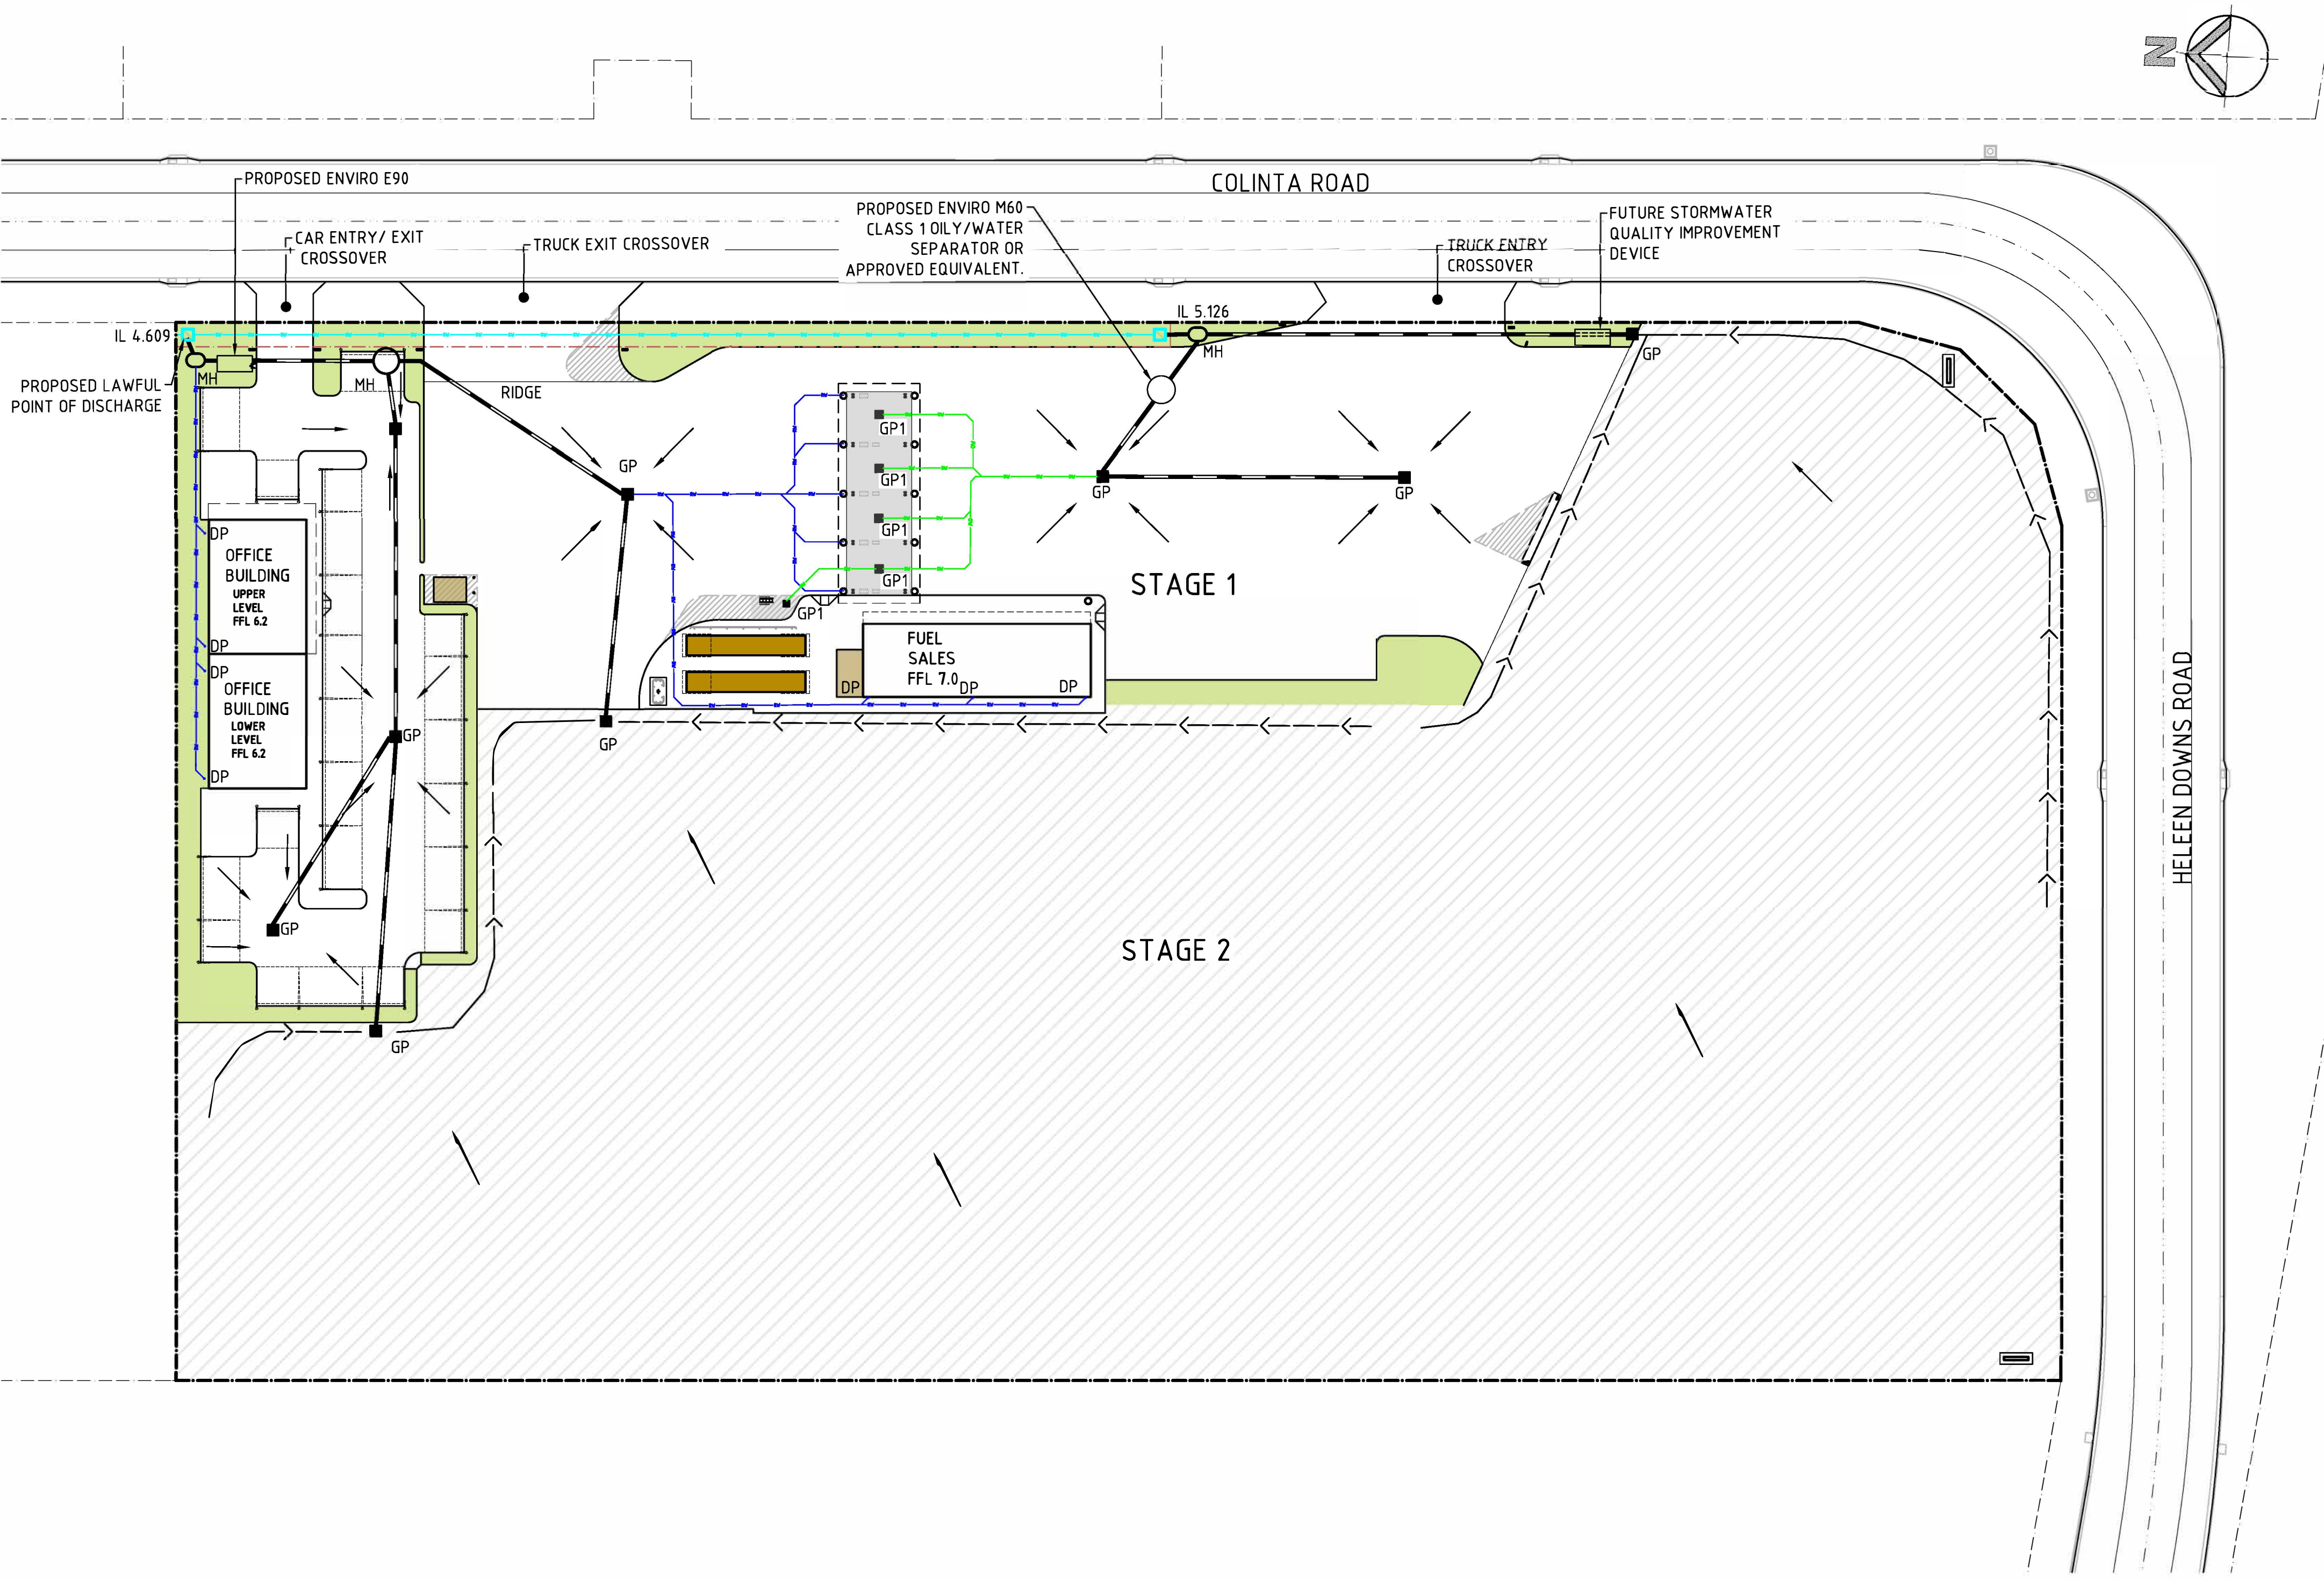 N
COLINTA ROAD
PROPOSED ENVIRO E90
CAR ENTRY/ EXIT
CROSSOVER
TRUCK EXIT CROSSOVER
PROPOSED ENVIRO M60
CLASS 1 OILY/WATER
SEPARATOR OR
APPROVED EQUIVALENT.
TRUCK ENTRY
CROSSOVER
FUTURE STORMWATER
QUALITY IMPROVEMENT
DEVICE
IL 4.609
IL 5.126
MH
MH
MH
GP
PROPOSED LAWFUL
POINT OF DISCHARGE
RIDGE
GP
GP1
GP1
GP1
GP1
GP1
GP
GP
STAGE 1
DP
OFFICE
BUILDING
UPPER
LEVEL
FFL 6.2
DP
DP
OFFICE
BUILDING
LOWER
LEVEL
FFL 6.2
DP
FUEL
SALES
FFL 7.0
DP
DP
DP
GP
GP
GP
GP
STAGE 2
HELEEN DOWNS ROAD